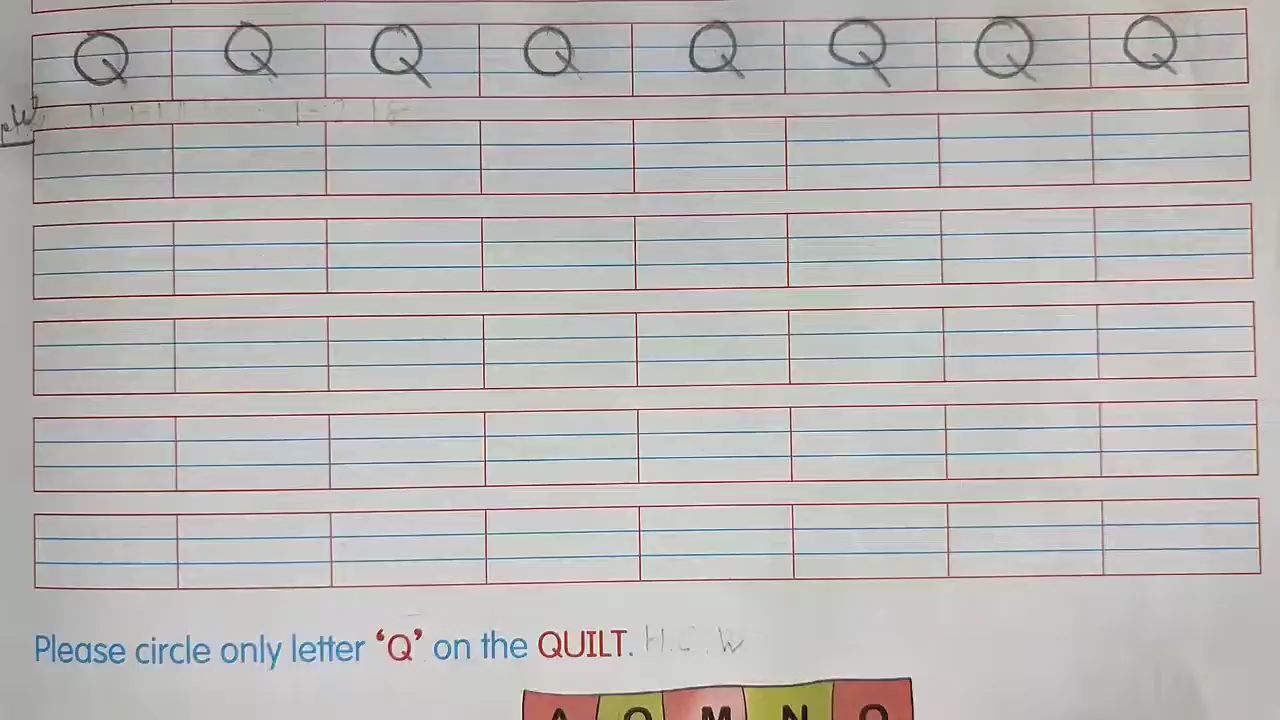 Q Q Q Q Q Q Q Q
Please circle only letter ‘Q’ on the QUILT. H.C.W